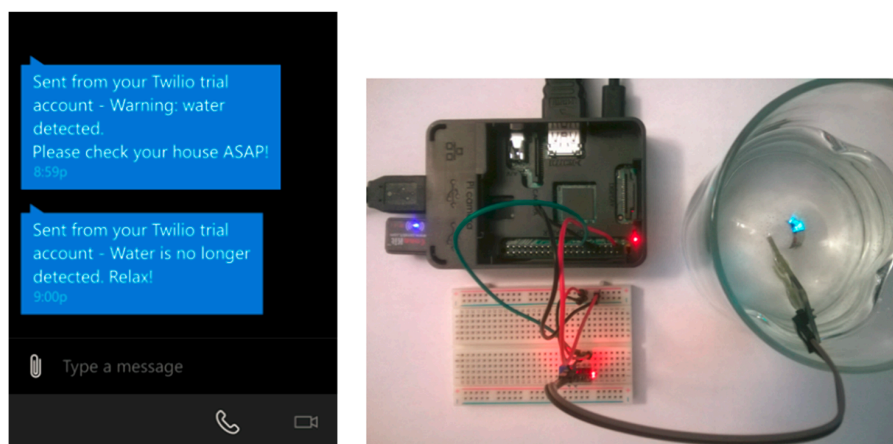 Sent from your Twilio trial
account - Warning: water
detected.
Please check your house ASAP!
8:59p
Sent from your Twilio trial
account - Water is no longer
detected. Relax!
9:00p
Type a message